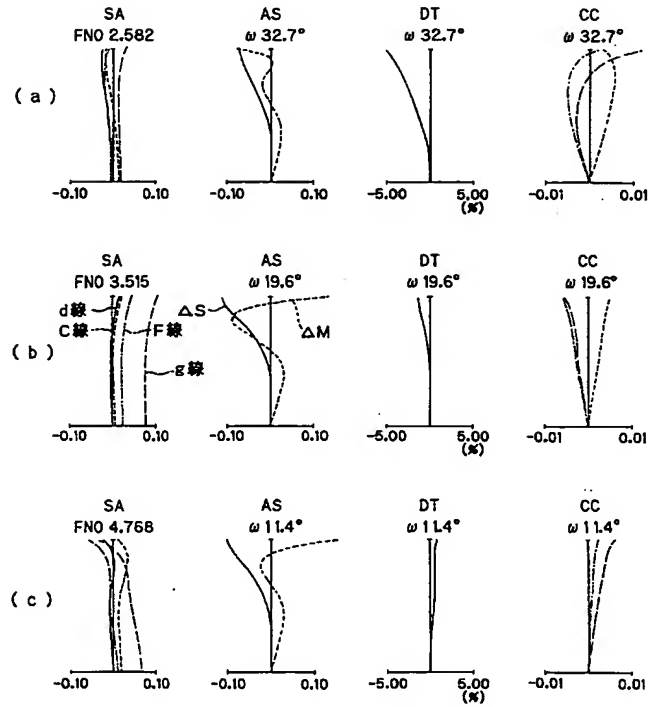 SA AS DT CC
FNO 2.582 ω 32.7° ω 32.7° ω 32.7°
(a)
-0.10 0.10 -0.10 0.10 -5.00 5.00 -0.01 0.01
(%)
SA AS DT CC
FNO 3.515 ω 19.6° ω 19.6° ω 19.6°
d線 ΔS
C線 F線 ΔM
(b)
g線
-0.10 0.10 -0.10 0.10 -5.00 5.00 -0.01 0.01
(%)
SA AS DT CC
FNO 4.768 ω 11.4° ω 11.4° ω 11.4°
(c)
-0.10 0.10 -0.10 0.10 -5.00 5.00 -0.01 0.01
(%)